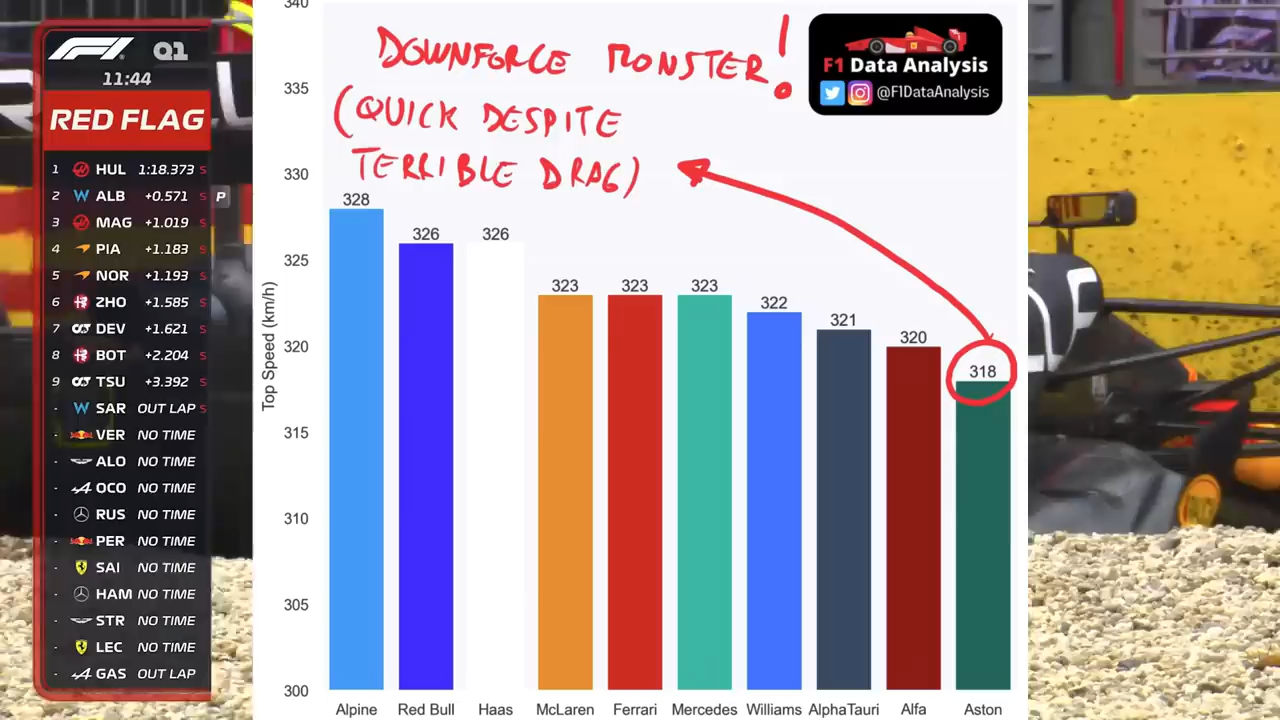 F1 Q1
11:44
RED FLAG
1 HUL 1:18.373 S
2 W ALB +0.571 S P
3 MAG +1.019 S
4 PIA +1.183 S
5 NOR +1.193 S
6 ZHO +1.585 S
7 DEV +1.621 S
8 BOT +2.204 S
9 TSU +3.392 S
- W SAR OUT LAP S
- VER NO TIME
- ALO NO TIME
- OCO NO TIME
- RUS NO TIME
- PER NO TIME
- SAI NO TIME
- HAM NO TIME
- STR NO TIME
- LEC NO TIME
- GAS OUT LAP
DOWNFORCE MONSTER!
(QUICK DESPITE
TERRIBLE DRAG)
F1 Data Analysis
@F1DataAnalysis
Top Speed (km/h)
340
335
330
325
320
315
310
305
300
328
326
326
323
323
323
322
321
320
318
Alpine Red Bull Haas McLaren Ferrari Mercedes Williams AlphaTauri Alfa Aston